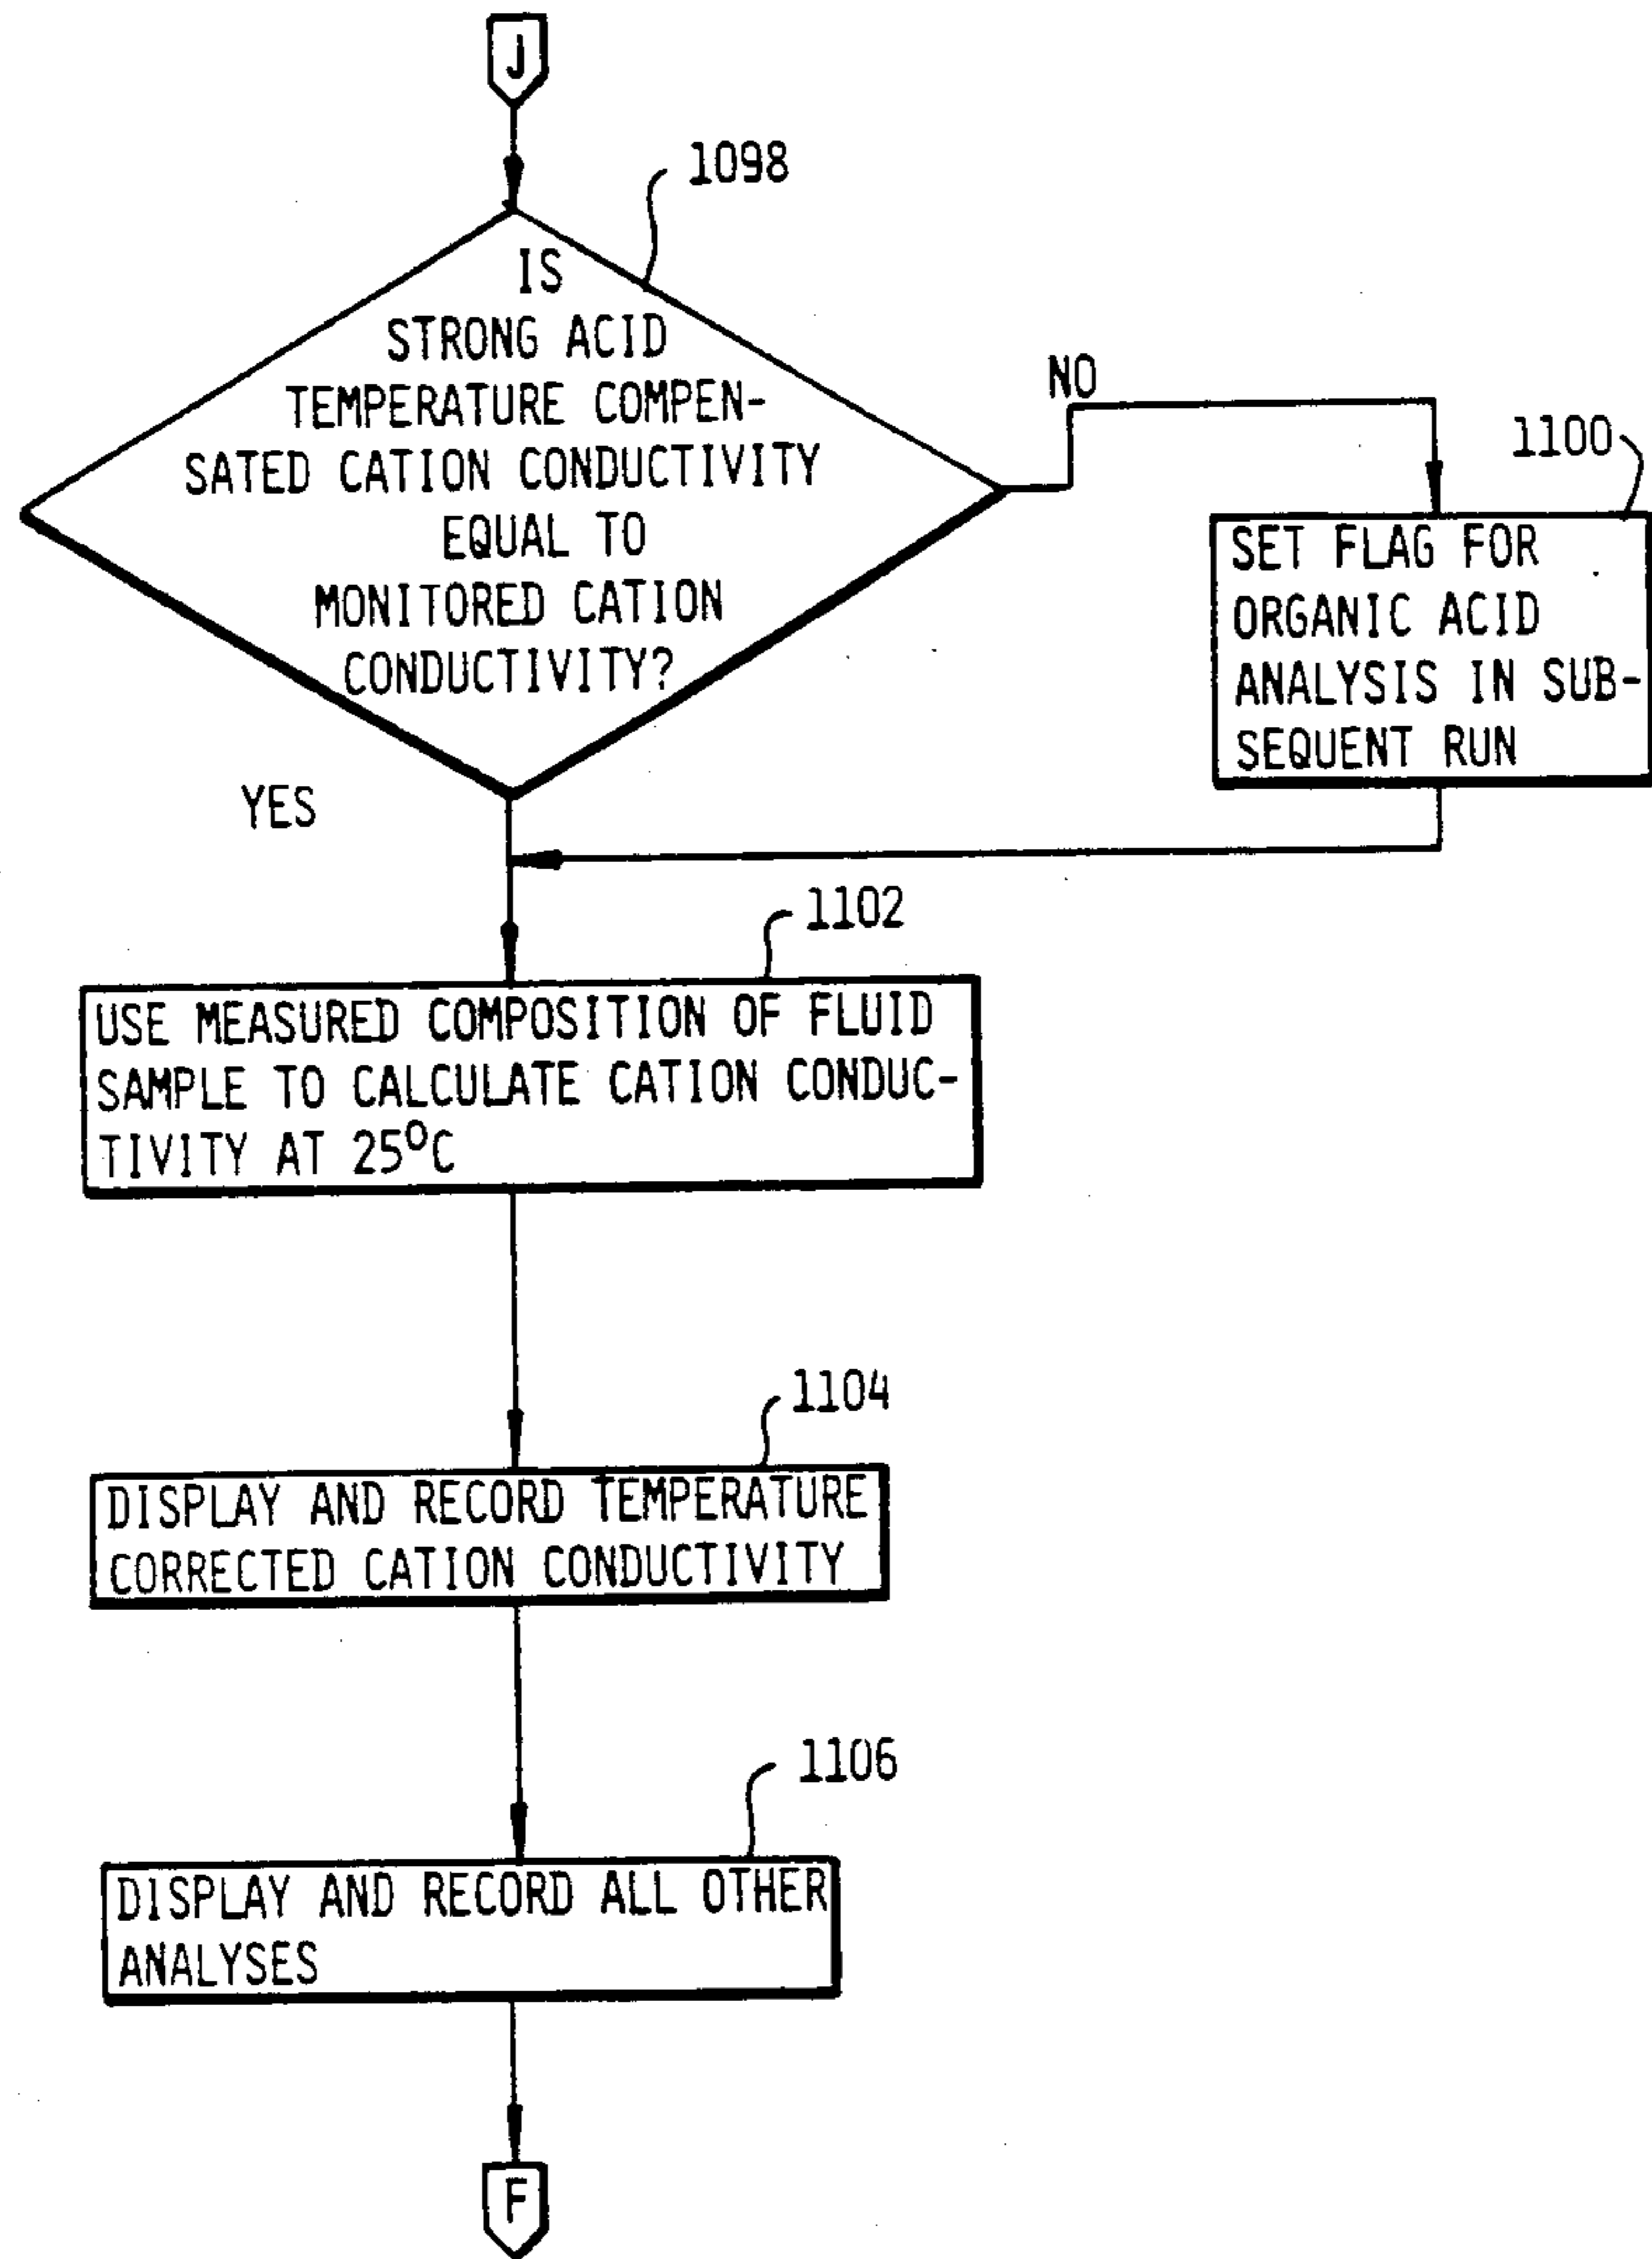 J
1098
IS
STRONG ACID
TEMPERATURE COMPEN-
SATED CATION CONDUCTIVITY
EQUAL TO
MONITORED CATION
CONDUCTIVITY?
NO
1100
SET FLAG FOR
ORGANIC ACID
ANALYSIS IN SUB-
SEQUENT RUN
YES
1102
USE MEASURED COMPOSITION OF FLUID
SAMPLE TO CALCULATE CATION CONDUC-
TIVITY AT 25°C
1104
DISPLAY AND RECORD TEMPERATURE
CORRECTED CATION CONDUCTIVITY
1106
DISPLAY AND RECORD ALL OTHER
ANALYSES
F